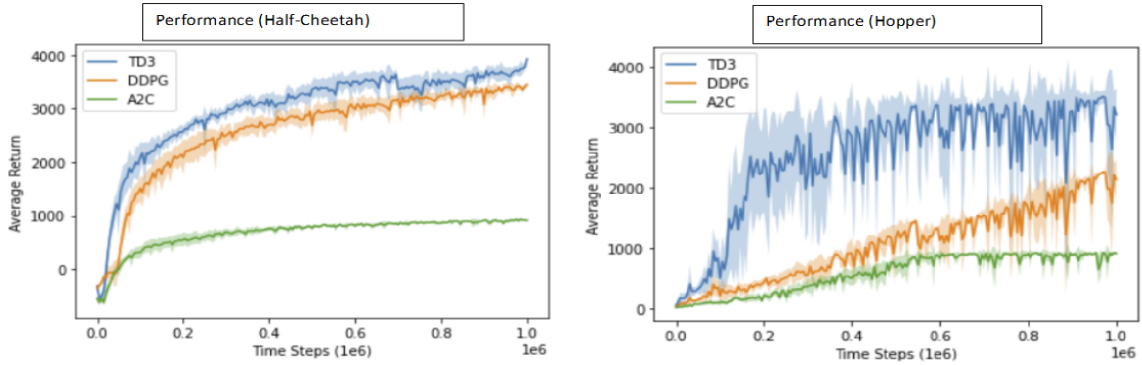 Performance (Half-Cheetah)
4000
3000
2000
1000
0
Average Return
TD3
DDPG
A2C
0.0 0.2 0.4 0.6 0.8 1.0
Time Steps (1e6)
1e6
Performance (Hopper)
4000
3000
2000
1000
0
Average Return
TD3
DDPG
A2C
0.0 0.2 0.4 0.6 0.8 1.0
Time Steps (1e6)
1e6